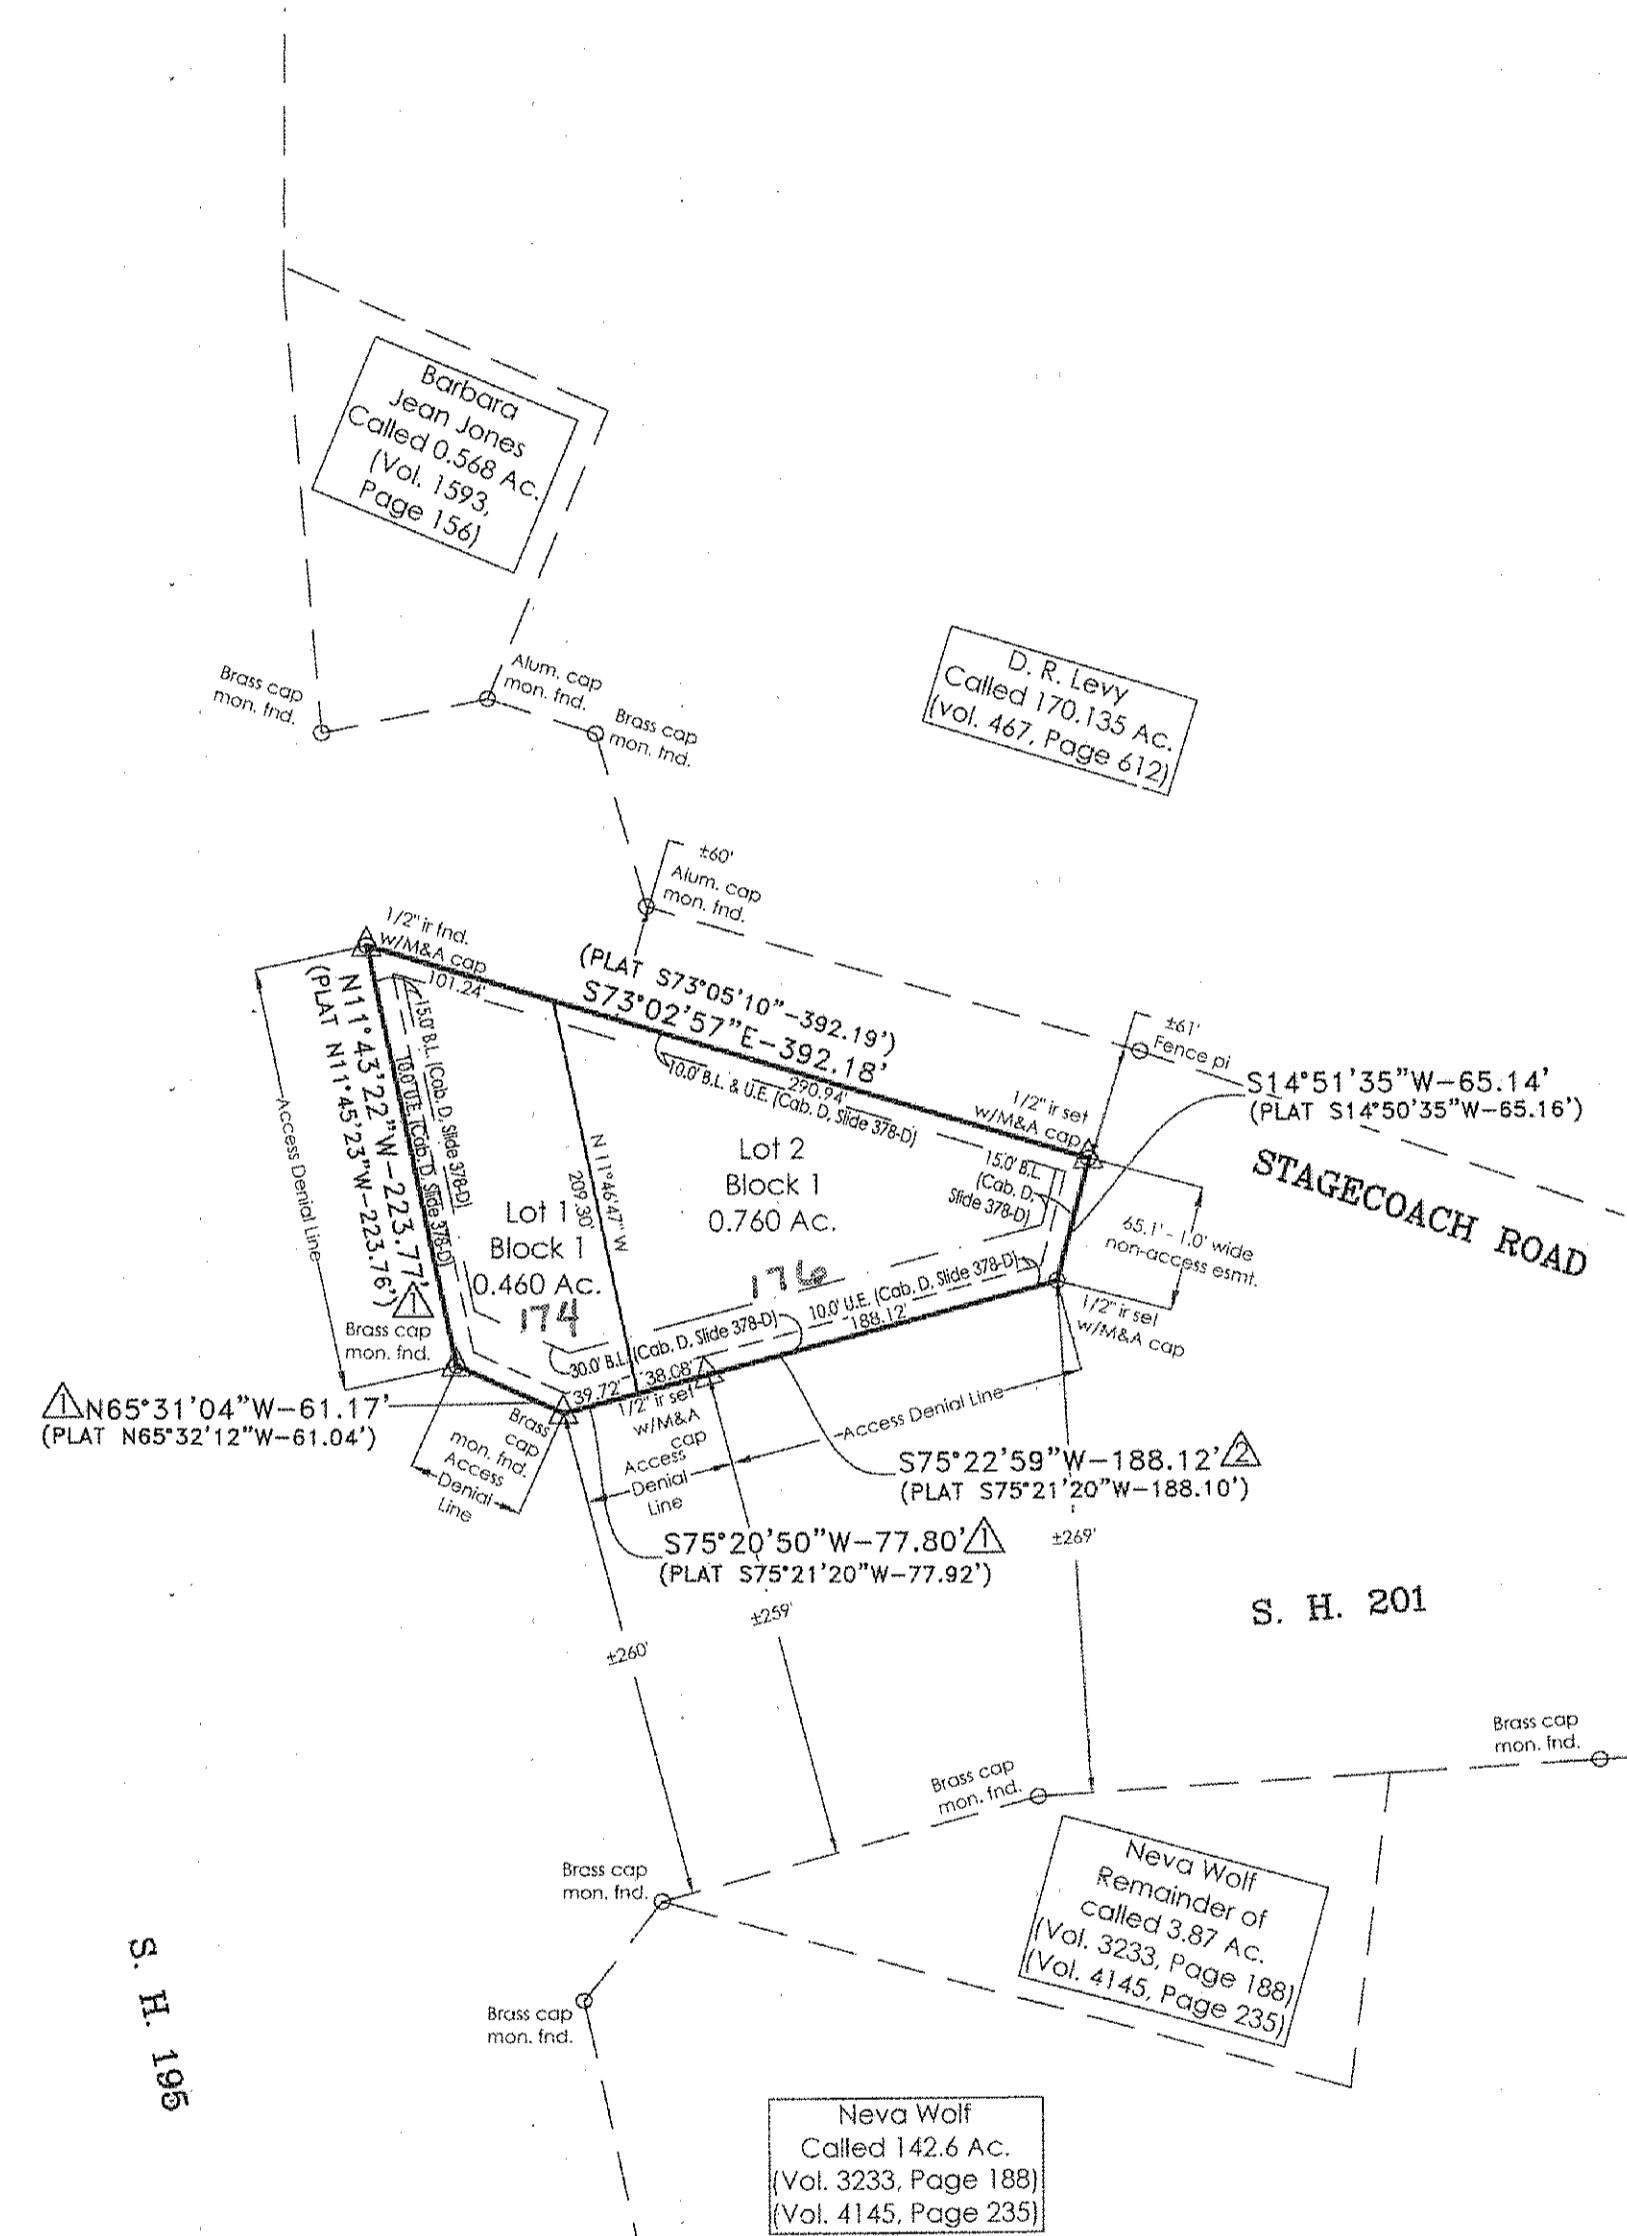 Barbara
Jean Jones
Called 0.568 Ac.
(Vol. 1593,
Page 156)
Brass cap
mon. fnd.
Alum. cap
mon. fnd.
Brass cap
mon. fnd.
D. R. Levy
Called 170.135 Ac.
(vol. 467, Page 612)
±60'
Alum. cap
mon. fnd.
1/2" ir fnd.
w/M&A cap
101.24'
(PLAT S73°05'10"-392.19')
S73°02'57"E-392.18'
290.94'
10.0' B.L. & U.E. (Cab. D, Slide 378-D)
±61'
Fence pi
S14°51'35"W-65.14'
(PLAT S14°50'35"W-65.16')
1/2" ir set
w/M&A cap
STAGECOACH ROAD
Access Denial Line
N11°43'22"W-223.77'
(PLAT N11°45'23"W-223.76')
1
15.0' B.L. (Cab. D, Slide 378-D)
10.0' U.E. (Cab. D, Slide 378-D)
N 11°46'47" W
209.30'
Lot 1
Block 1
0.460 Ac.
174
Lot 2
Block 1
0.760 Ac.
176
15.0' B.L.
(Cab. D,
Slide 378-D)
65.1' - 1.0' wide
non-access esmt.
10.0' U.E. (Cab. D, Slide 378-D)
188.12'
30.0' B.L. (Cab. D, Slide 378-D)
39.72'
38.08'
1/2" ir set
w/M&A cap
Brass cap
mon. fnd.
1 N65°31'04"W-61.17'
(PLAT N65°32'12"W-61.04')
Brass
cap
mon. fnd.
Access
Denial
Line
1/2" ir set
w/M&A
cap
Access
Denial
Line
Access Denial Line
S75°22'59"W-188.12' 2
(PLAT S75°21'20"W-188.10')
S75°20'50"W-77.80' 1
(PLAT S75°21'20"W-77.92')
±269'
±259'
±260'
S. H. 201
Brass cap
mon. fnd.
Brass cap
mon. fnd.
Brass cap
mon. fnd.
Neva Wolf
Remainder of
called 3.87 Ac.
(Vol. 3233, Page 188)
(Vol. 4145, Page 235)
Brass cap
mon. fnd.
S. H. 195
Neva Wolf
Called 142.6 Ac.
(Vol. 3233, Page 188)
(Vol. 4145, Page 235)